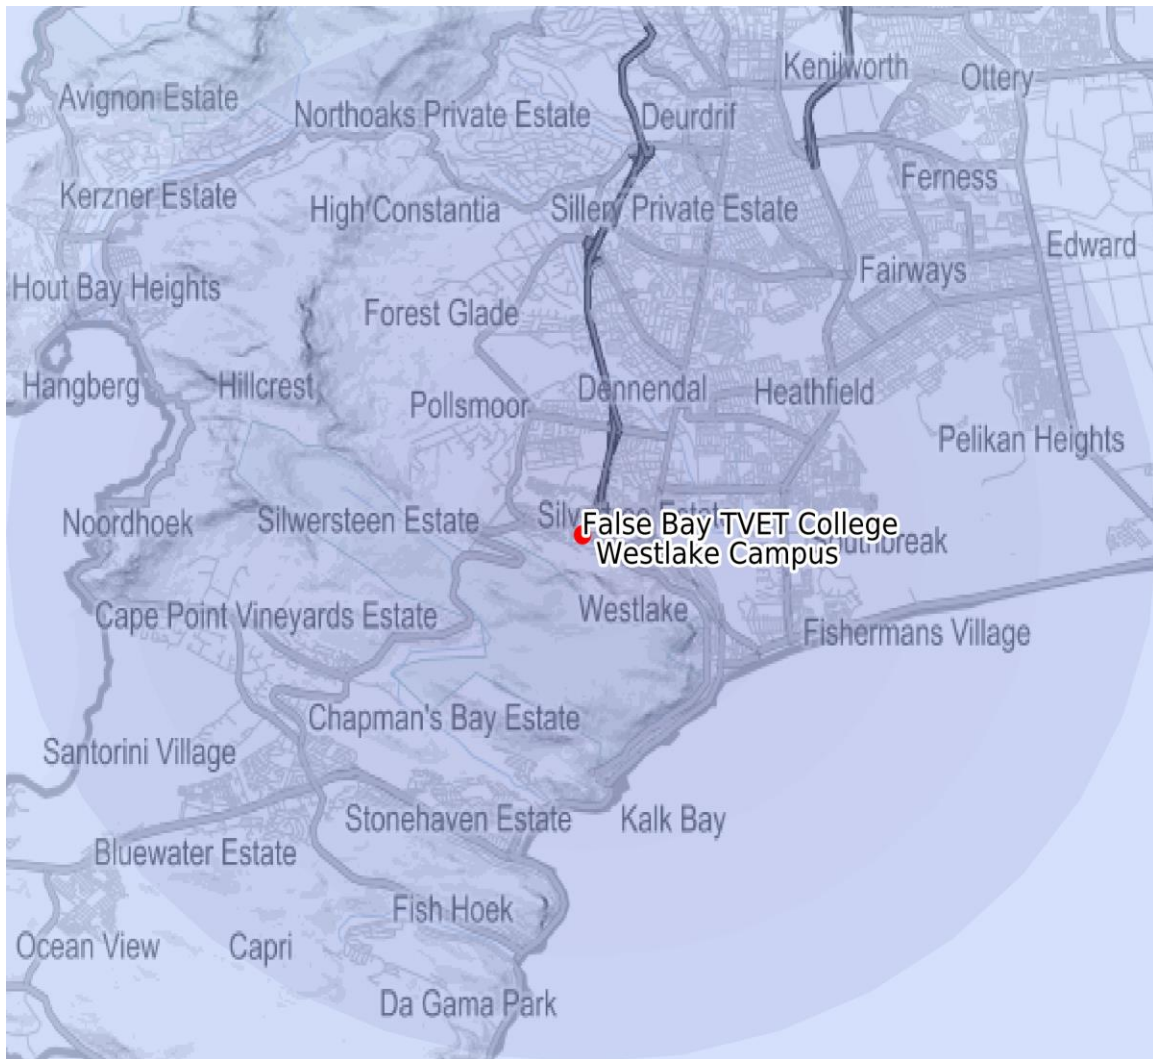 Kenilworth
Ottery
Avignon Estate
Northoaks Private Estate
Deurdrif
Ferness
Kerzner Estate
High Constantia
Sillery Private Estate
Edward
Fairways
Hout Bay Heights
Forest Glade
Hangberg
Hillcrest
Dennendal
Heathfield
Pollsmoor
Pelikan Heights
Noordhoek
Silwersteen Estate
False Bay TVET College
Westlake Campus
Westlake
Cape Point Vineyards Estate
Fishermans Village
Chapman's Bay Estate
Santorini Village
Stonehaven Estate
Kalk Bay
Bluewater Estate
Fish Hoek
Ocean View
Capri
Da Gama Park